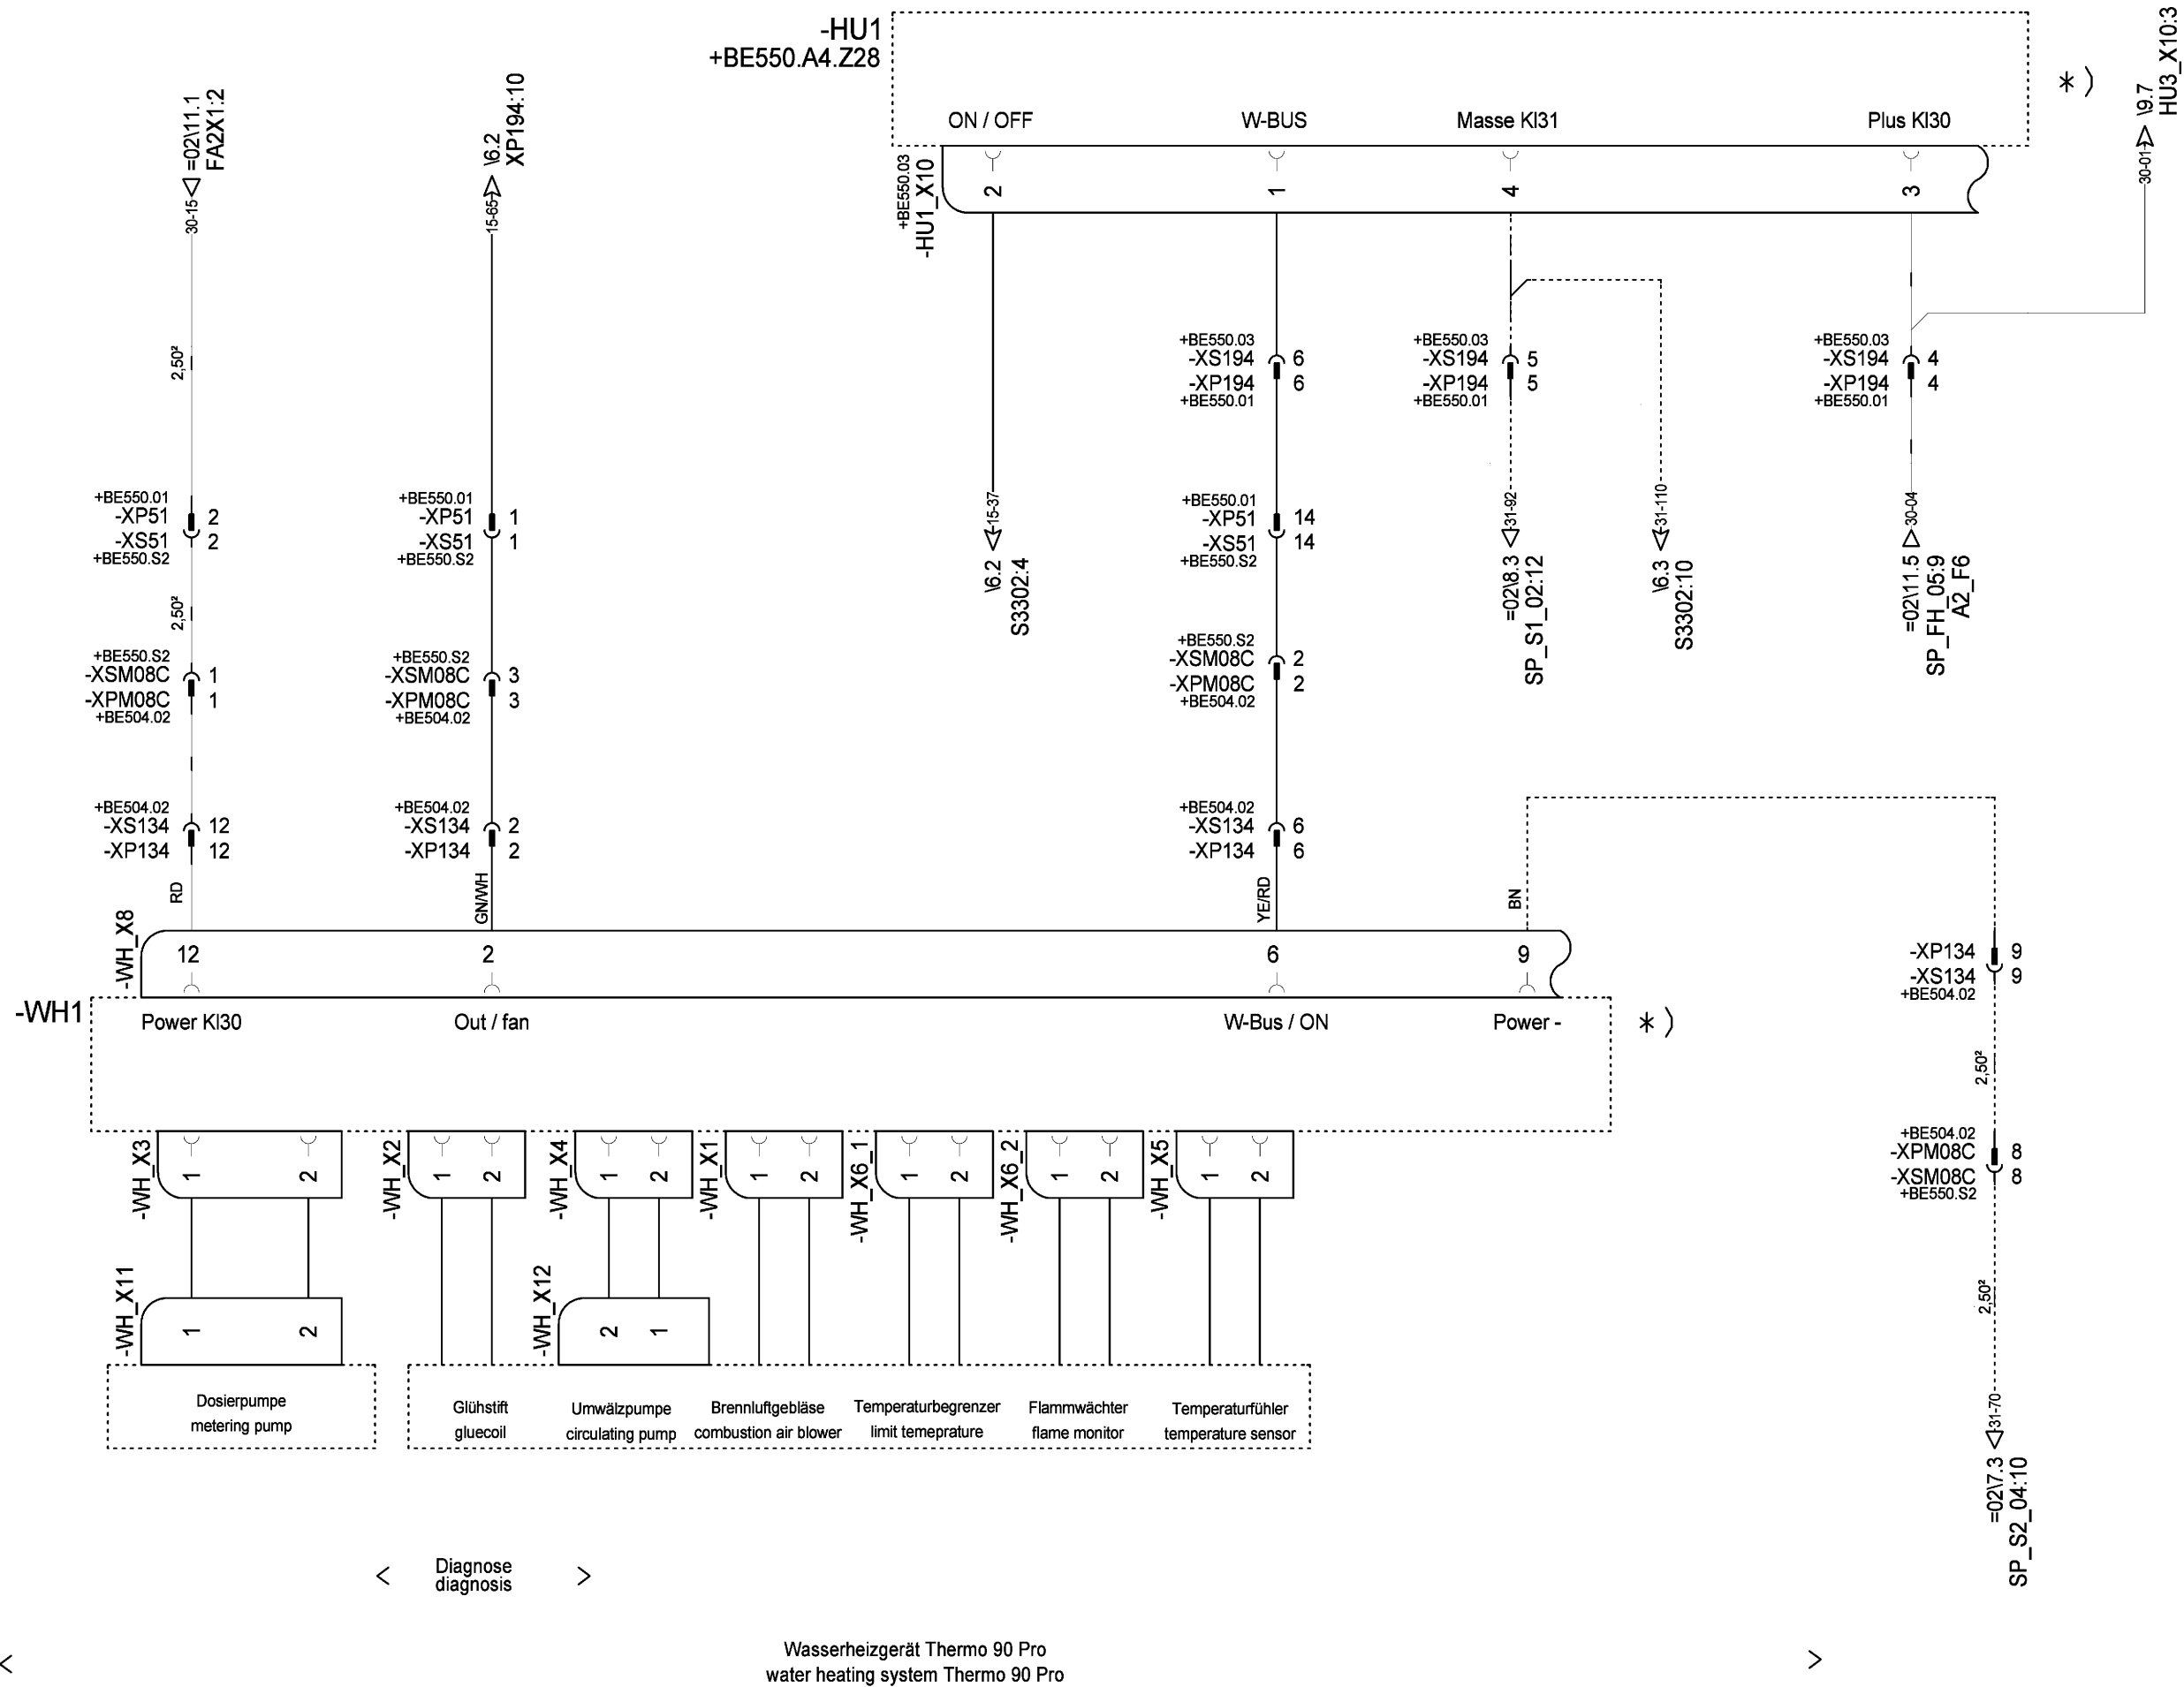 -HU1
+BE550.A4.Z28
*)
ON / OFF
W-BUS
Masse Kl31
Plus Kl30
+BE550.03
-HU1_X10
2
1
4
3
30-15
=02\11.1
FA2X1:2
15-65
\6.2
XP194:10
30-01
\9.7
HU3_X10:3
2,50²
+BE550.03
-XS194 6
-XP194 6
+BE550.01
+BE550.03
-XS194 5
-XP194 5
+BE550.01
+BE550.03
-XS194 4
-XP194 4
+BE550.01
+BE550.01
-XP51 2
-XS51 2
+BE550.S2
+BE550.01
-XP51 1
-XS51 1
+BE550.S2
15-37
\6.2
S3302:4
+BE550.01
-XP51 14
-XS51 14
+BE550.S2
31-92
=02\8.3
SP_S1_02:12
31-110
\6.3
S3302:10
30-04
=02\11.5
SP_FH_05:9
A2_F6
2,50²
+BE550.S2
-XSM08C 1
-XPM08C 1
+BE504.02
+BE550.S2
-XSM08C 3
-XPM08C 3
+BE504.02
+BE550.S2
-XSM08C 2
-XPM08C 2
+BE504.02
+BE504.02
-XS134 12
-XP134 12
+BE504.02
-XS134 2
-XP134 2
+BE504.02
-XS134 6
-XP134 6
RD
GN/WH
YE/RD
BN
-WH_X8
12
2
6
9
-XP134 9
-XS134 9
+BE504.02
-WH1
Power Kl30
Out / fan
W-Bus / ON
Power -
*)
2,50²
+BE504.02
-XPM08C 8
-XSM08C 8
+BE550.S2
-WH_X3
1
2
-WH_X2
1
2
-WH_X4
1
2
-WH_X1
1
2
-WH_X6_1
1
2
-WH_X6_2
1
2
-WH_X5
1
2
-WH_X11
1
2
-WH_X12
2
1
2,50²
31-70
=02\7.3
SP_S2_04:10
Dosierpumpe
metering pump
Glühstift
gluecoil
Umwälzpumpe
circulating pump
Brennluftgebläse
combustion air blower
Temperaturbegrenzer
limit temeprature
Flammwächter
flame monitor
Temperaturfühler
temperature sensor
< Diagnose >
diagnosis
< Wasserheizgerät Thermo 90 Pro >
water heating system Thermo 90 Pro